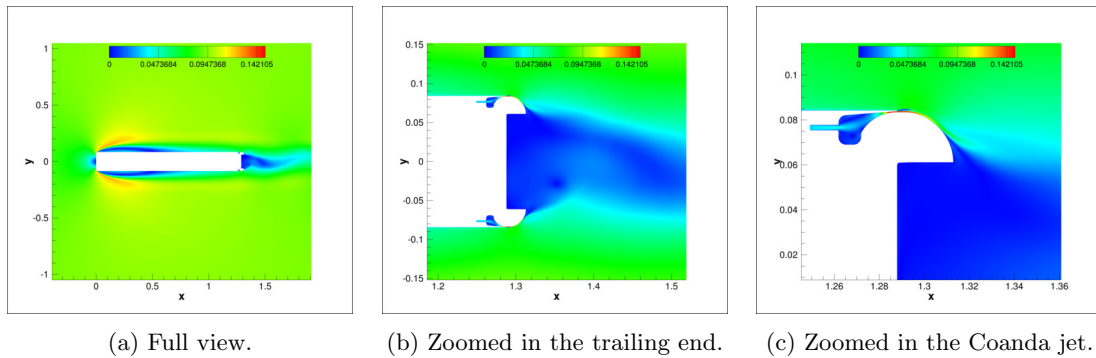 0 0.0473684 0.0947368 0.142105
1
0.5
0
-0.5
-1
y
0 0.5 1 1.5
x
0.15
0 0.0473684 0.0947368 0.142105
0.1
0.05
0
-0.05
-0.1
-0.15
y
1.2 1.3 1.4 1.5
x
0 0.0473684 0.0947368 0.142105
0.1
0.08
0.06
0.04
0.02
y
1.26 1.28 1.3 1.32 1.34 1.36
x
(a) Full view.
(b) Zoomed in the trailing end.
(c) Zoomed in the Coanda jet.